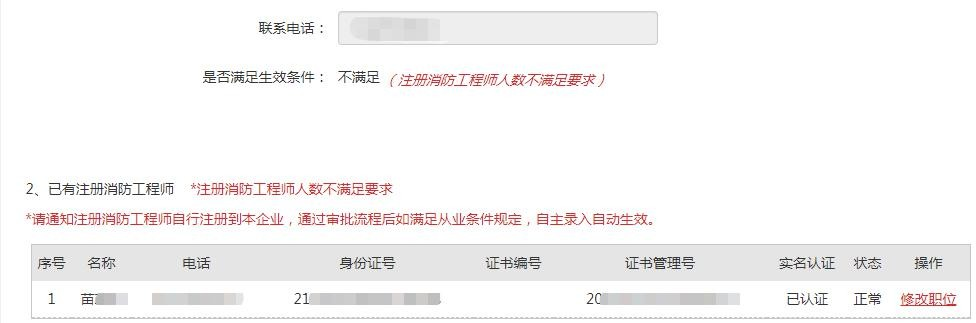 联系电话：
是否满足生效条件： 不满足 （注册消防工程师人数不满足要求）
2、已有注册消防工程师 *注册消防工程师人数不满足要求
*请通知注册消防工程师自行注册到本企业，通过审批流程后如满足从业条件规定，自主录入自动生效。
序号 名称 电话 身份证号 证书编号 证书管理号 实名认证 状态 操作
1 苗 21 20 已认证 正常 修改职位